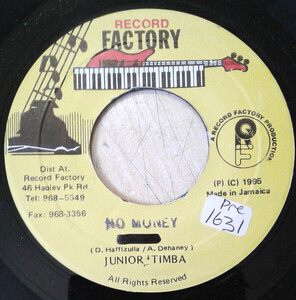 RECORD
FACTORY
A RECORD FACTORY PRODUCTION
F
Dist At.
Record Factory
46 Hagley Pk Rd
Tel: 968-5549
Fax: 968-3356
(P) (C) 1995
Made in Jamaica
Pre
1631
NO MONEY
(D. Haffizulla / A. Dehaney)
JUNIOR TIMBA
All Rights Reserved